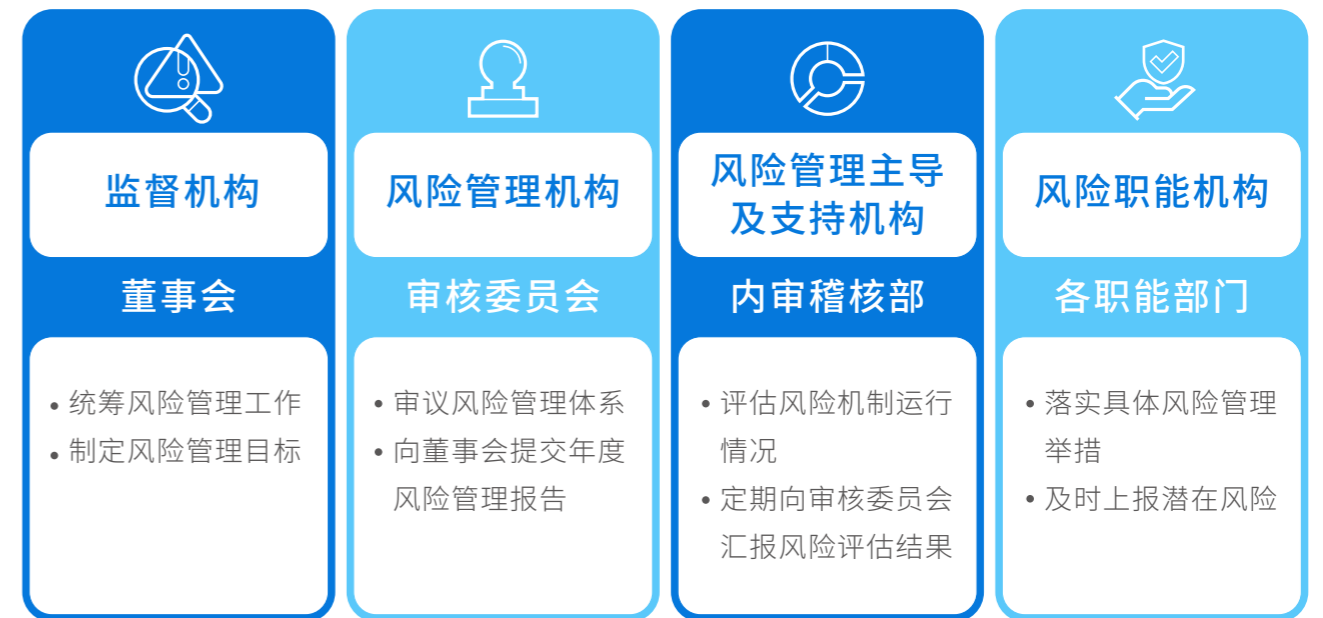 监督机构
董事会
• 统筹风险管理工作
• 制定风险管理目标
风险管理机构
审核委员会
• 审议风险管理体系
• 向董事会提交年度
风险管理报告
风险管理主导
及支持机构
内审稽核部
• 评估风险机制运行
情况
• 定期向审核委员会
汇报风险评估结果
风险职能机构
各职能部门
• 落实具体风险管理
举措
• 及时上报潜在风险